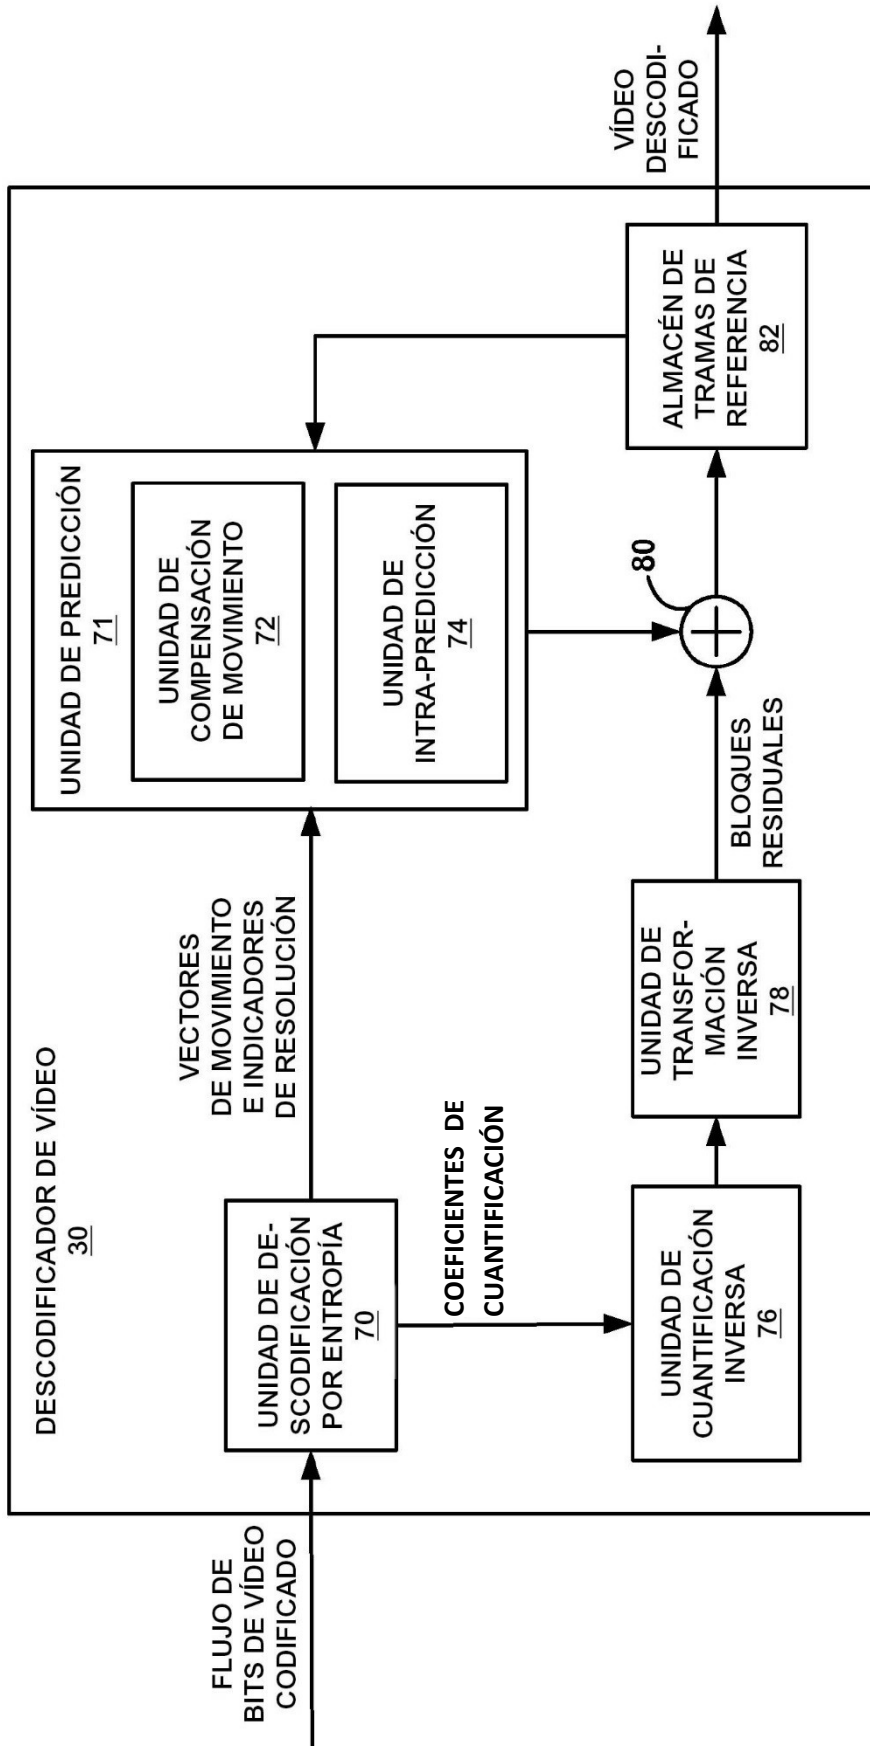 DESCODIFICADOR DE VÍDEO
30
FLUJO DE
BITS DE VÍDEO
CODIFICADO
UNIDAD DE DE-
SCODIFICACIÓN
POR ENTROPÍA
70
VECTORES
DE MOVIMIENTO
E INDICADORES
DE RESOLUCIÓN
UNIDAD DE PREDICCIÓN
71
UNIDAD DE
COMPENSACIÓN
DE MOVIMIENTO
72
UNIDAD DE
INTRA-PREDICCIÓN
74
COEFICIENTES DE
CUANTIFICACIÓN
UNIDAD DE
CUANTIFICACIÓN
INVERSA
76
UNIDAD DE
TRANSFOR-
MACIÓN
INVERSA
78
BLOQUES
RESIDUALES
80
ALMACÉN DE
TRAMAS DE
REFERENCIA
82
VÍDEO
DESCODI-
FICADO